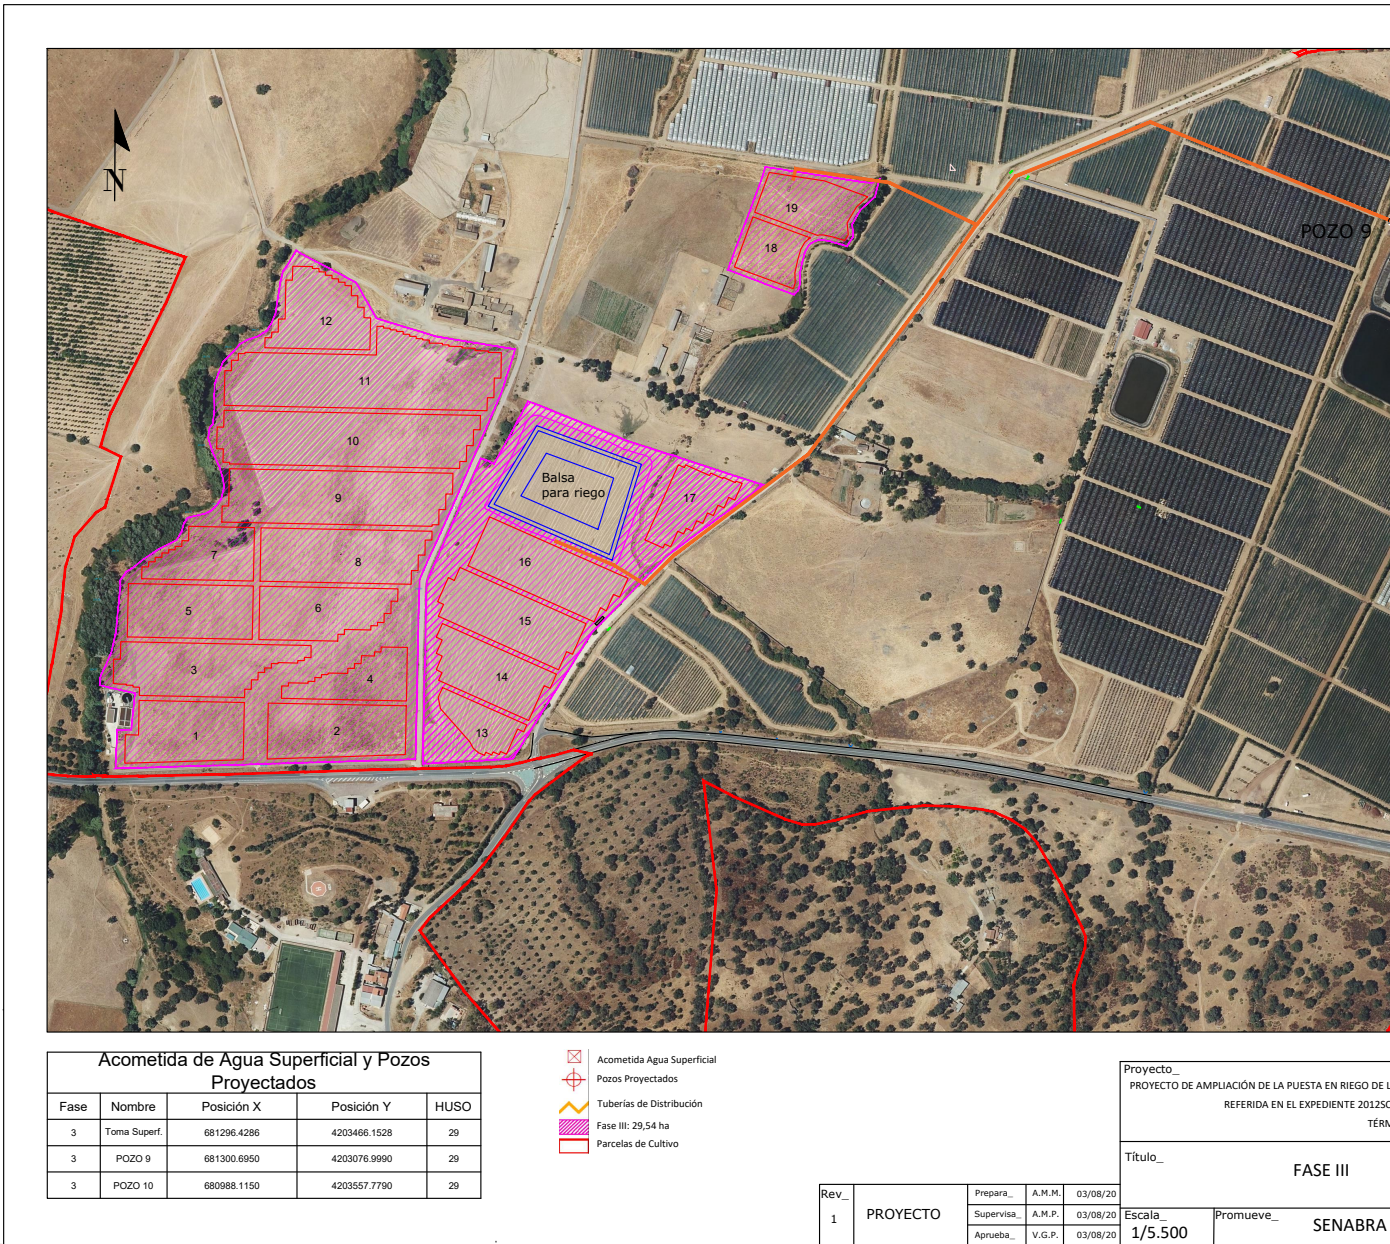 N
POZO 9
19
18
12
11
10
9
Balsa
para riego
17
16
7
8
5
6
15
3
4
14
1
2
13
Acometida de Agua Superficial y Pozos
Proyectados
Fase Nombre Posición X Posición Y HUSO
3 Toma Superf. 681296.4286 4203466.1528 29
3 POZO 9 681300.6950 4203076.9990 29
3 POZO 10 680988.1150 4203557.7790 29
Acometida Agua Superficial
Pozos Proyectados
Tuberías de Distribución
Fase III: 29,54 ha
Parcelas de Cultivo
Rev_
1
PROYECTO
Prepara_ A.M.M. 03/08/20
Supervisa_ A.M.P. 03/08/20
Aprueba_ V.G.P. 03/08/20
Proyecto_
PROYECTO DE AMPLIACIÓN DE LA PUESTA EN RIEGO DE L
REFERIDA EN EL EXPEDIENTE 2012SC
TÉRM
Título_
FASE III
Escala_
1/5.500
Promueve_
SENABRA